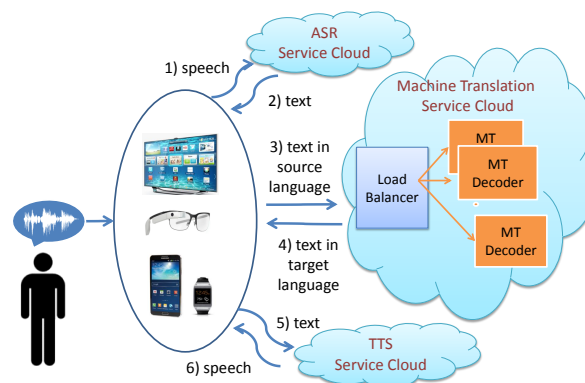 ASR
Service Cloud
1) speech
2) text
Machine Translation
Service Cloud
3) text in
source
language
Load
Balancer
MT
MT
Decoder
MT
Decoder
4) text in
target
language
5) text
6) speech
TTS
Service Cloud